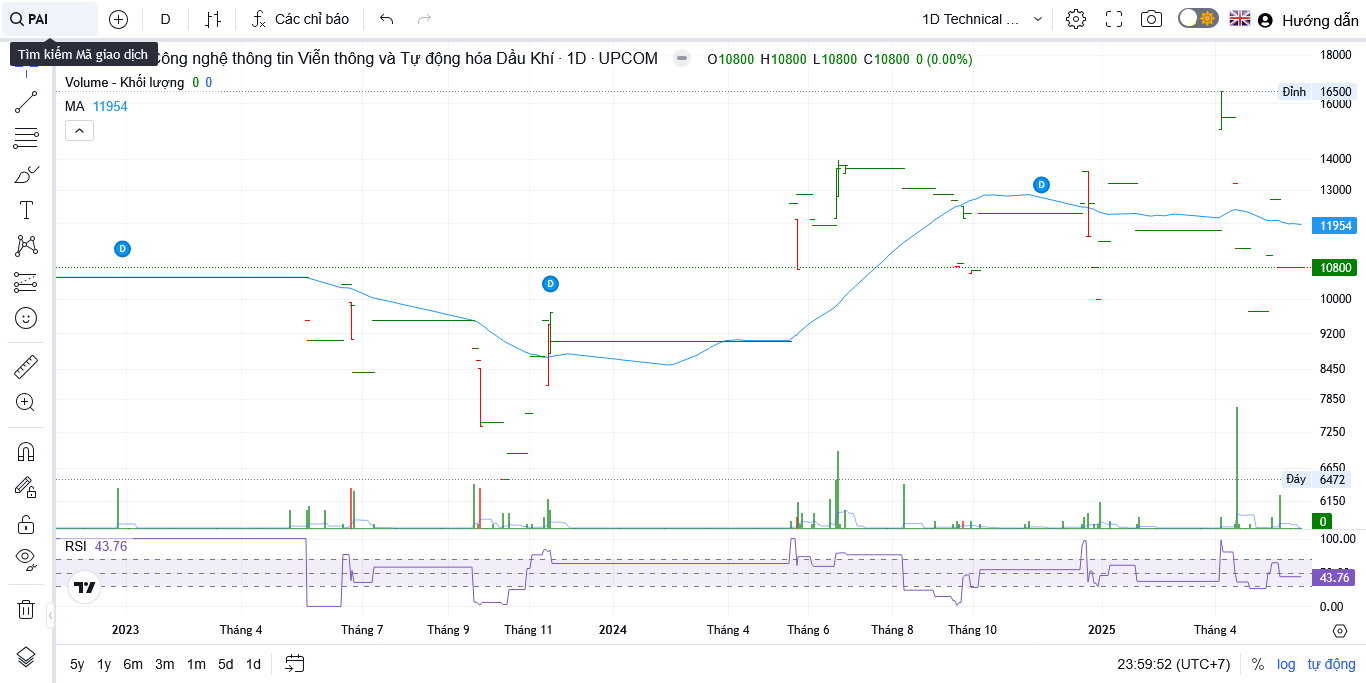 PAI D Các chỉ báo 1D Technical ... Hướng dẫn
Tìm kiếm Mã giao dịch
Công nghệ thông tin Viễn thông và Tự động hóa Dầu Khí · 1D · UPCOM O10800 H10800 L10800 C10800 0 (0.00%)
Volume - Khối lượng 0 0
MA 11954
18000
Đỉnh 16500
16000
14000
13000
D
D
D
11954
10800
10000
9200
8450
7850
7250
6650
Đáy 6472
6150
0
RSI 43.76
100.00
43.76
0.00
2023 Tháng 4 Tháng 7 Tháng 9 Tháng 11 2024 Tháng 4 Tháng 6 Tháng 8 Tháng 10 2025 Tháng 4
5y 1y 6m 3m 1m 5d 1d 23:59:52 (UTC+7) % log tự động